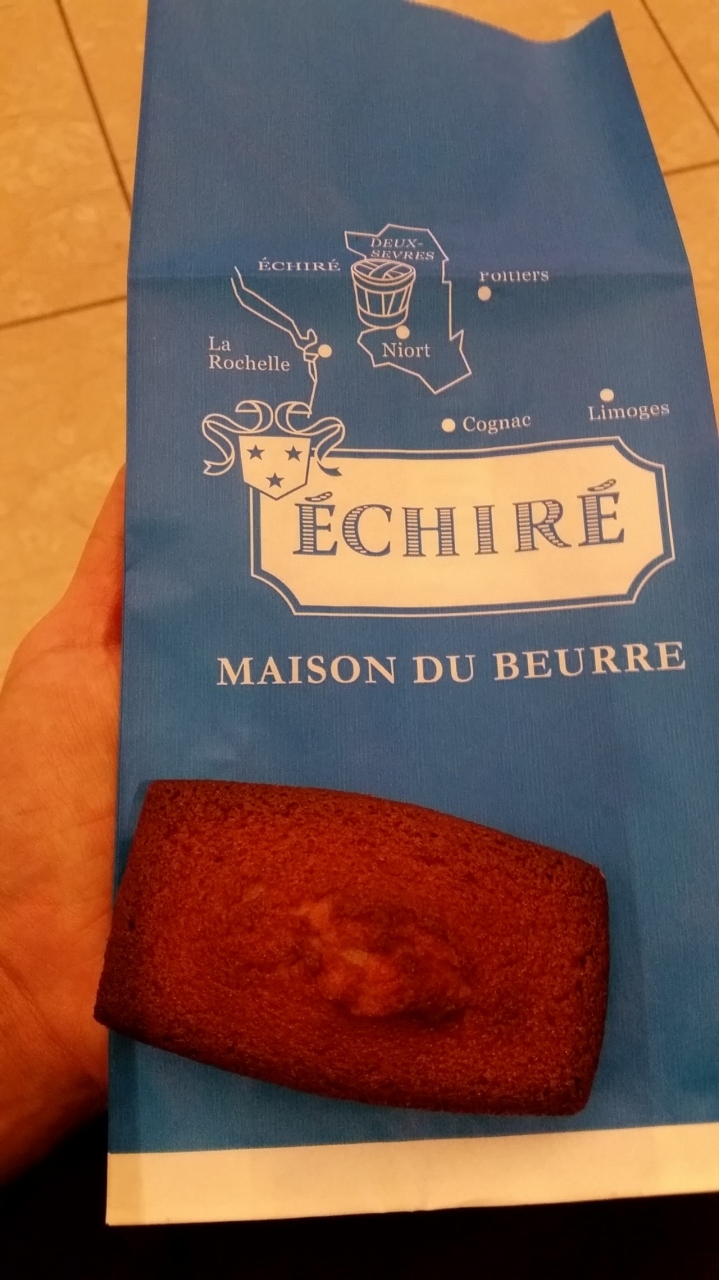 DEUX-
SEVRES
ÉCHIRÉ
Poitiers
La
Rochelle
Niort
Limoges
Cognac
ÉCHIRÉ
MAISON DU BEURRE